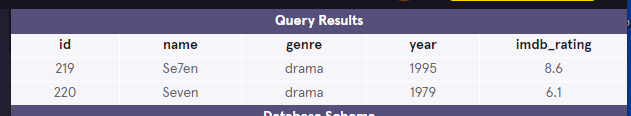 Query Results
id name genre year imdb_rating
219 Se7en drama 1995 8.6
220 Seven drama 1979 6.1
Database Schema